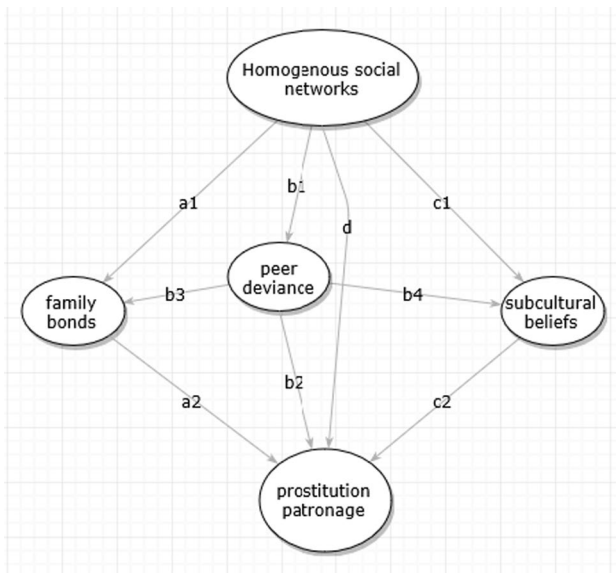 Homogenous social
networks
b1
a1
c1
d
peer
deviance
b3
b4
family
bonds
subcultural
beliefs
b2
a2
c2
prostitution
patronage